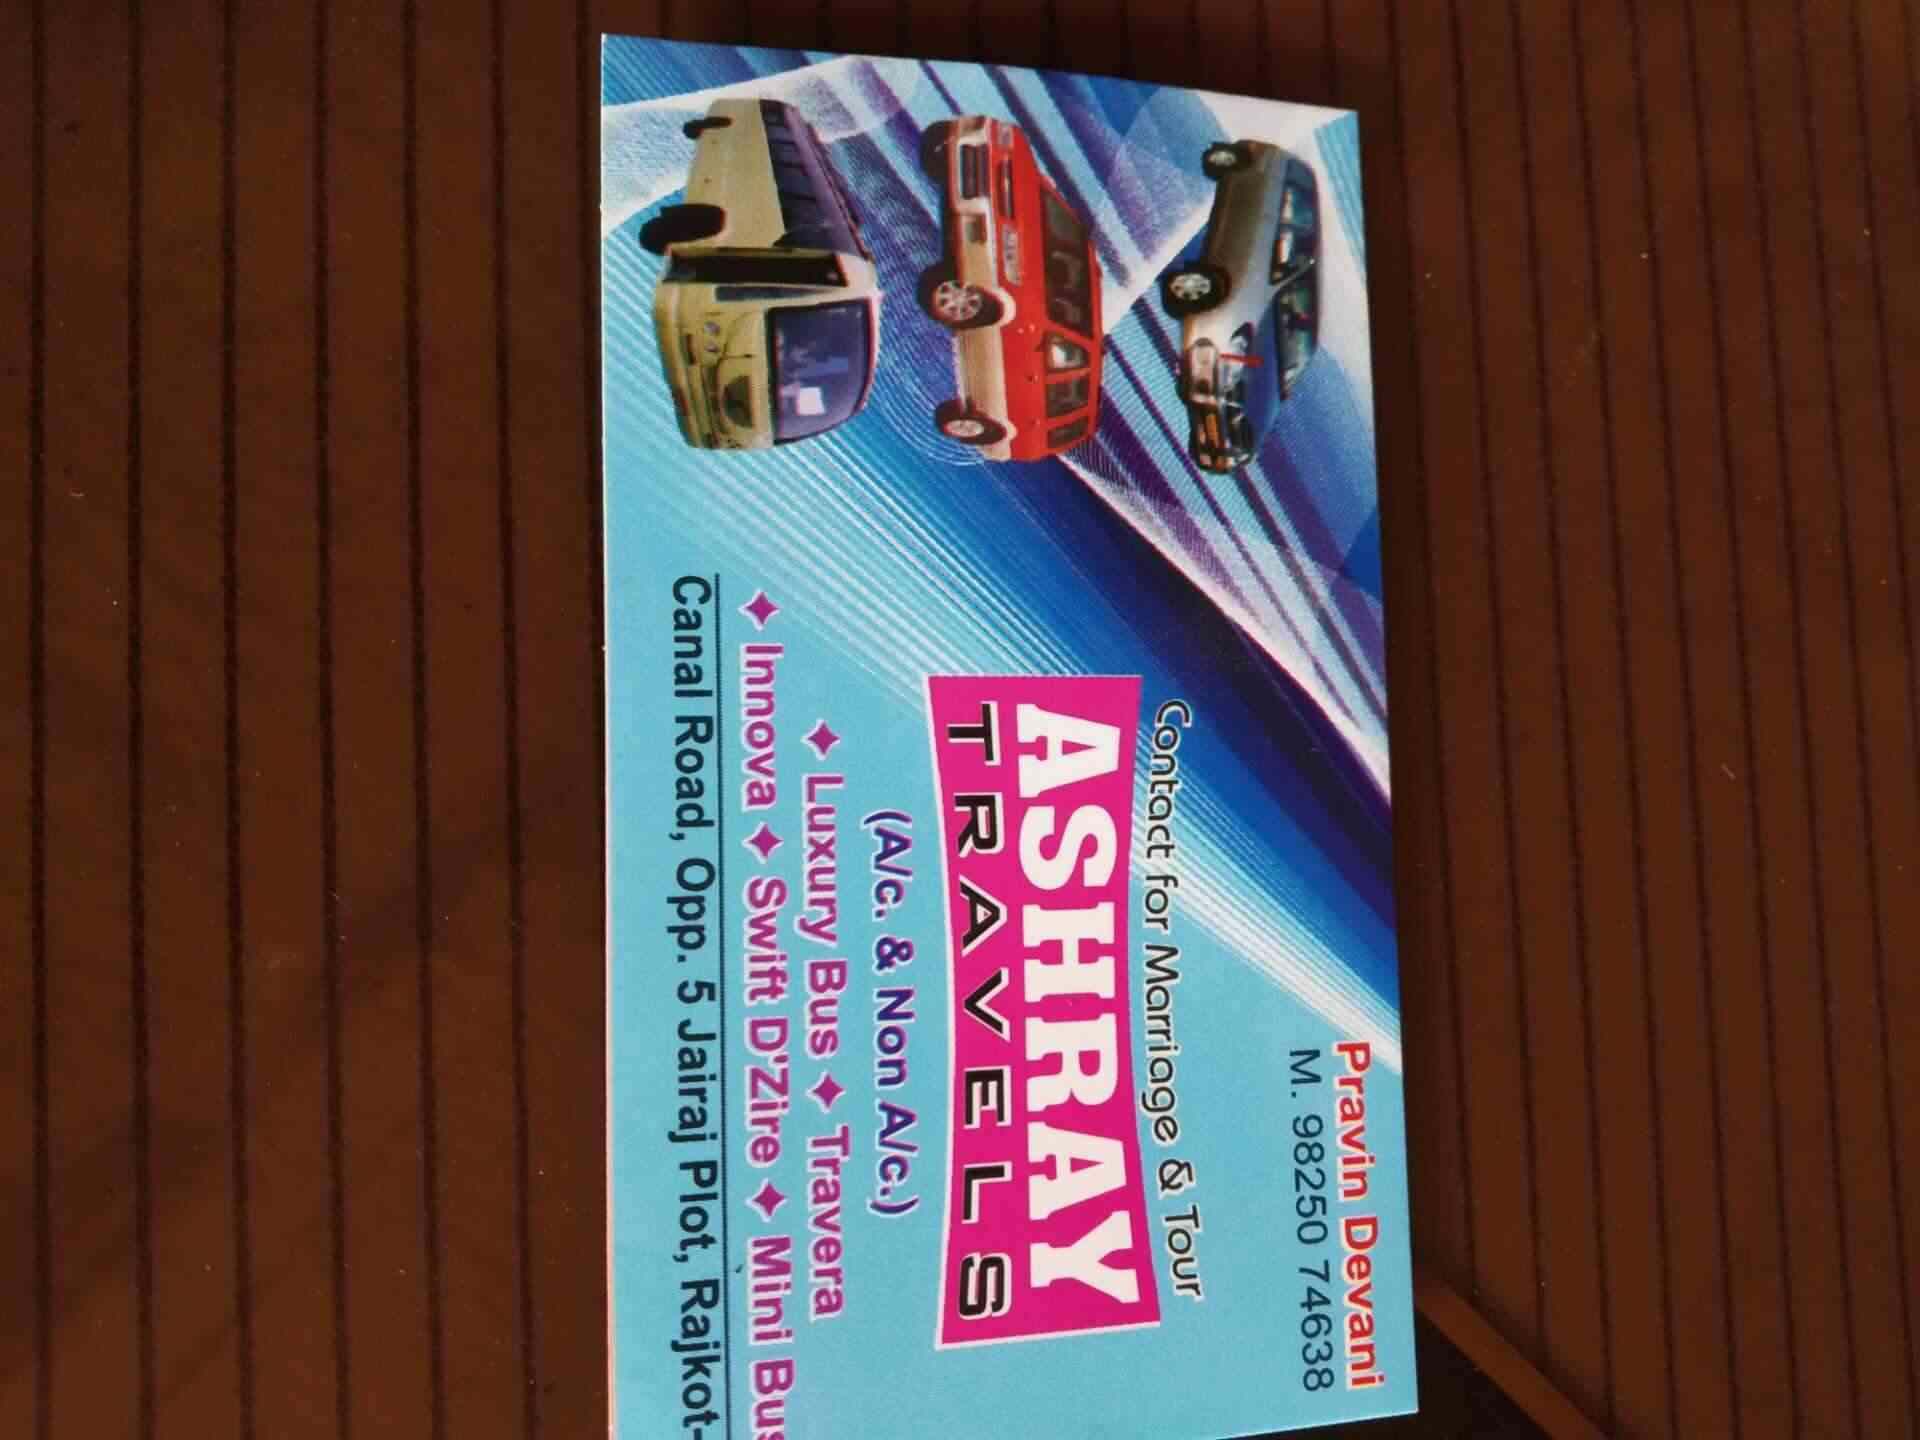 Pravin Devani
M. 98250 74638
Contact for Marriage & Tour
ASHRAY
TRAVELS
(A/c. & Non A/c.)
✦ Luxury Bus ✦ Travera
✦ Innova ✦ Swift D'Zire ✦ Mini Bus
Canal Road, Opp. 5 Jairaj Plot, Rajkot-